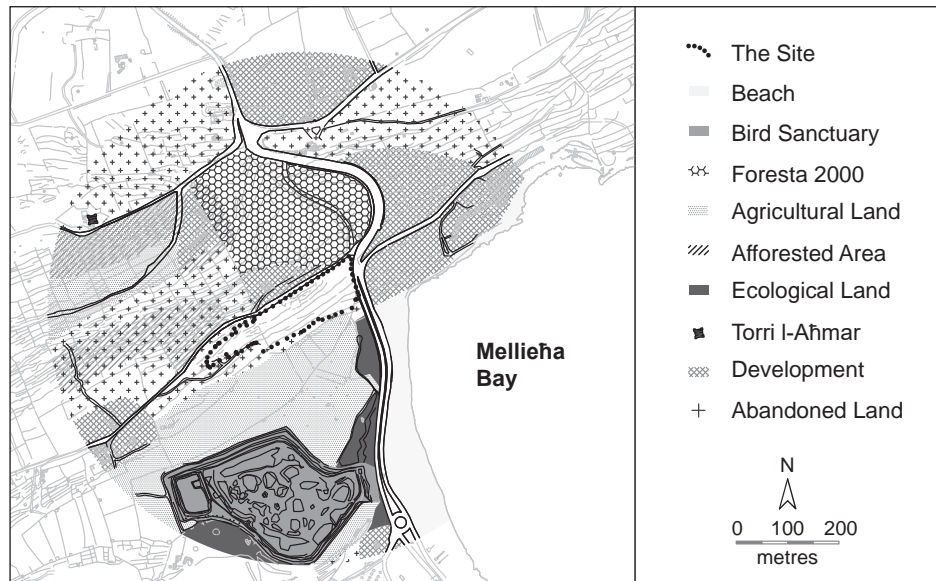 Mellieħa
Bay
The Site
Beach
Bird Sanctuary
Foresta 2000
Agricultural Land
Afforested Area
Ecological Land
Torri l-Aħmar
Development
Abandoned Land
N
0 100 200
metres